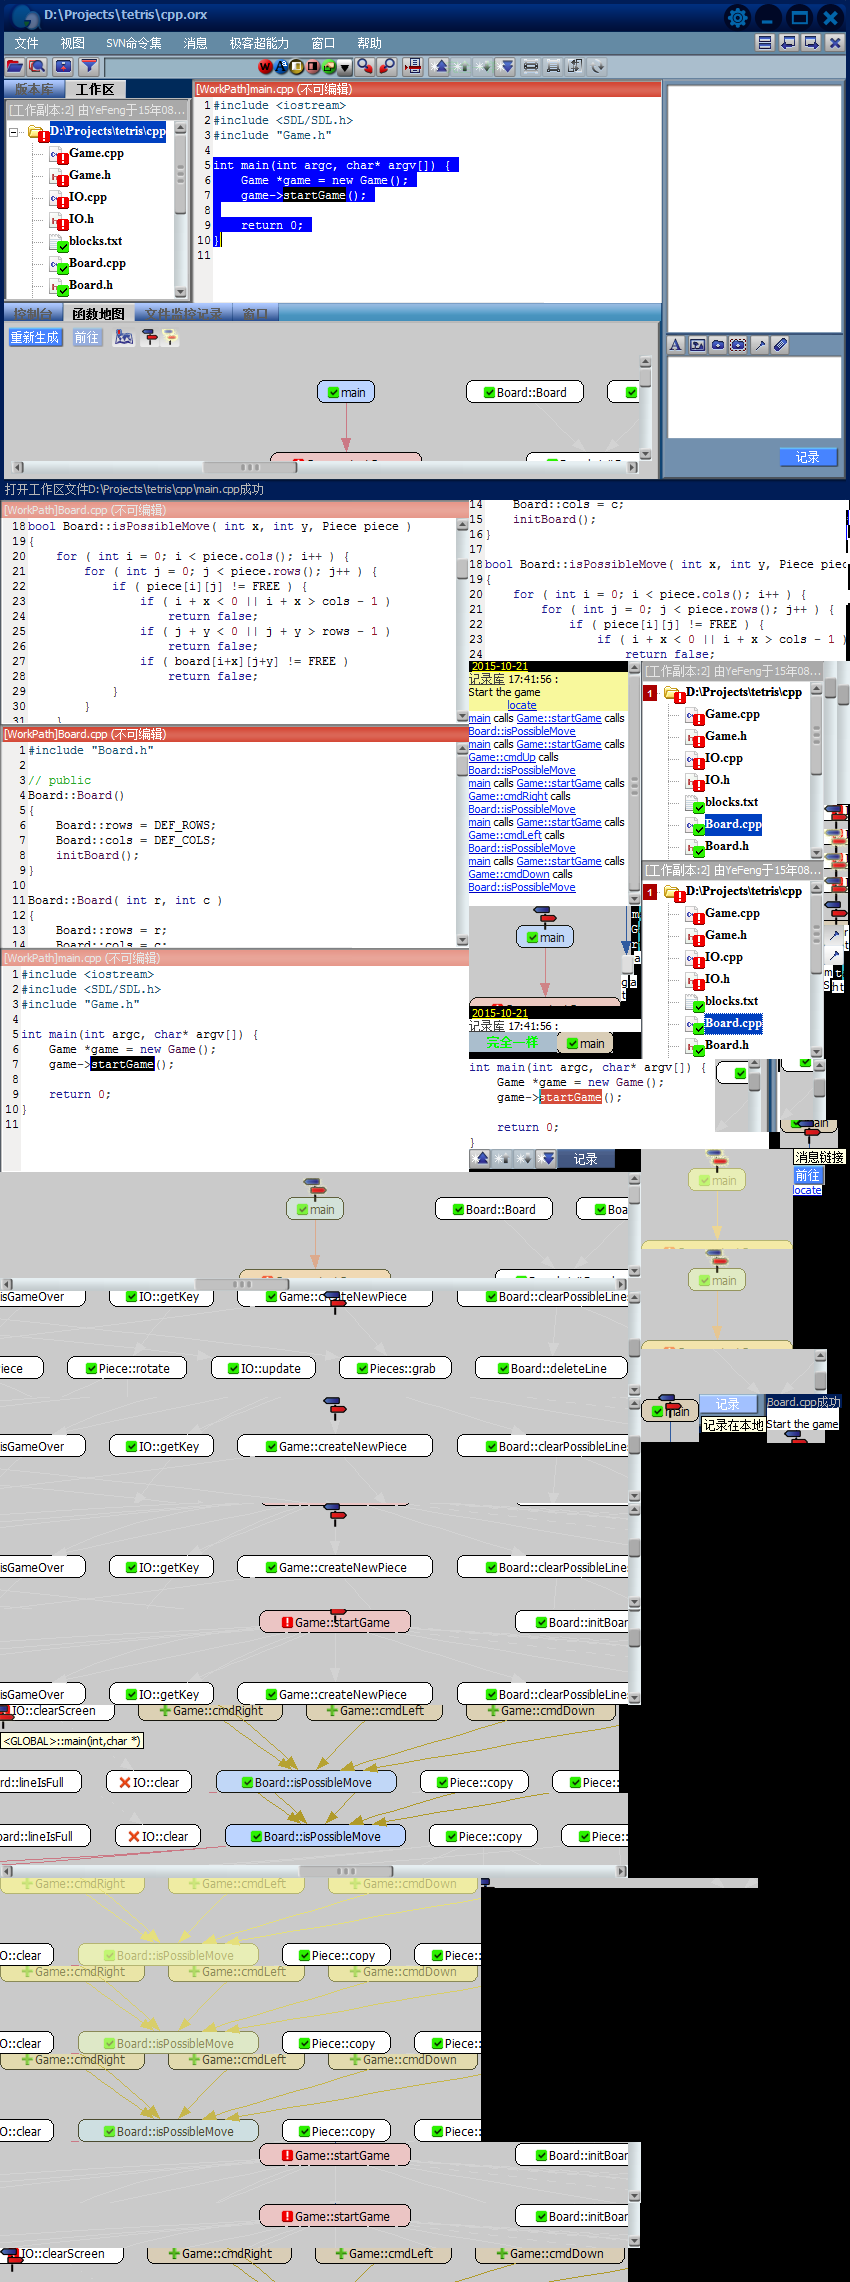 D:\Projects\tetris\cpp.orx
文件 视图 SVN命令集 消息 极客超能力 窗口 帮助
版本库 工作区
[工作副本:2] 由YeFeng于15年08...
D:\Projects\tetris\cpp
Game.cpp
Game.h
IO.cpp
IO.h
blocks.txt
Board.cpp
Board.h
[WorkPath]main.cpp (不可编辑)
1 #include <iostream>
2 #include <SDL/SDL.h>
3 #include "Game.h"
4
5 int main(int argc, char* argv[]) {
6 Game *game = new Game();
7 game->startGame();
8
9 return 0;
10 }
11
控制台 函数地图 文件监控记录 窗口
重新生成 前往
main
Board::Board
记录
打开工作区文件D:\Projects\tetris\cpp\main.cpp成功
[WorkPath]Board.cpp (不可编辑)
18 bool Board::isPossibleMove( int x, int y, Piece piece )
19 {
20 for ( int i = 0; i < piece.cols(); i++ ) {
21 for ( int j = 0; j < piece.rows(); j++ ) {
22 if ( piece[i][j] != FREE ) {
23 if ( i + x < 0 || i + x > cols - 1 )
24 return false;
25 if ( j + y < 0 || j + y > rows - 1 )
26 return false;
27 if ( board[i+x][j+y] != FREE )
28 return false;
29 }
30 }
31 }
14 Board::cols = c;
15 initBoard();
16 }
17
18 bool Board::isPossibleMove( int x, int y, Piece piec
19 {
20 for ( int i = 0; i < piece.cols(); i++ ) {
21 for ( int j = 0; j < piece.rows(); j++ ) {
22 if ( piece[i][j] != FREE ) {
23 if ( i + x < 0 || i + x > cols - 1 )
24 return false;
2015-10-21
记录库 17:41:56 :
Start the game
locate
main calls Game::startGame calls
Board::isPossibleMove
main calls Game::startGame calls
Game::cmdUp calls
Board::isPossibleMove
main calls Game::startGame calls
Game::cmdRight calls
Board::isPossibleMove
main calls Game::startGame calls
Game::cmdLeft calls
Board::isPossibleMove
main calls Game::startGame calls
Game::cmdDown calls
Board::isPossibleMove
[工作副本:2] 由YeFeng于15年08...
1 D:\Projects\tetris\cpp
Game.cpp
Game.h
IO.cpp
IO.h
blocks.txt
Board.cpp
Board.h
[工作副本:2] 由YeFeng于15年08...
1 D:\Projects\tetris\cpp
Game.cpp
Game.h
IO.cpp
IO.h
blocks.txt
Board.cpp
Board.h
[WorkPath]Board.cpp (不可编辑)
1 #include "Board.h"
2
3 // public
4 Board::Board()
5 {
6 Board::rows = DEF_ROWS;
7 Board::cols = DEF_COLS;
8 initBoard();
9 }
10
11 Board::Board( int r, int c )
12 {
13 Board::rows = r;
14 Board::cols = c;
main
2015-10-21
记录库 17:41:56 :
完全一样 main
[WorkPath]main.cpp (不可编辑)
1 #include <iostream>
2 #include <SDL/SDL.h>
3 #include "Game.h"
4
5 int main(int argc, char* argv[]) {
6 Game *game = new Game();
7 game->startGame();
8
9 return 0;
10 }
11
int main(int argc, char* argv[]) {
Game *game = new Game();
game->startGame();
return 0;
}
记录
main
消息链接
前往
locate
main
main Board::Board Boa
main
isGameOver IO::getKey Game::createNewPiece Board::clearPossibleLines
iece Piece::rotate IO::update Pieces::grab Board::deleteLine
main 记录 Board.cpp成功
记录在本地 Start the game
isGameOver IO::getKey Game::createNewPiece Board::clearPossibleLines
isGameOver IO::getKey Game::createNewPiece Board::clearPossibleLines
Game::startGame Board::initBoar
isGameOver IO::getKey Game::createNewPiece Board::clearPossibleLines
IO::clearScreen Game::cmdRight Game::cmdLeft Game::cmdDown
<GLOBAL>::main(int,char *)
rd::lineIsFull IO::clear Board::isPossibleMove Piece::copy Piece::
oard::lineIsFull IO::clear Board::isPossibleMove Piece::copy Piece:
Game::cmdRight Game::cmdLeft Game::cmdDown
O::clear Board::isPossibleMove Piece::copy Piece::
Game::cmdRight Game::cmdLeft Game::cmdDown
O::clear Board::isPossibleMove Piece::copy Piece::
Game::cmdRight Game::cmdLeft Game::cmdDown
O::clear Board::isPossibleMove Piece::copy Piece::
Game::startGame Board::initBoar
Game::startGame Board::initBoar
IO::clearScreen Game::cmdRight Game::cmdLeft Game::cmdDown